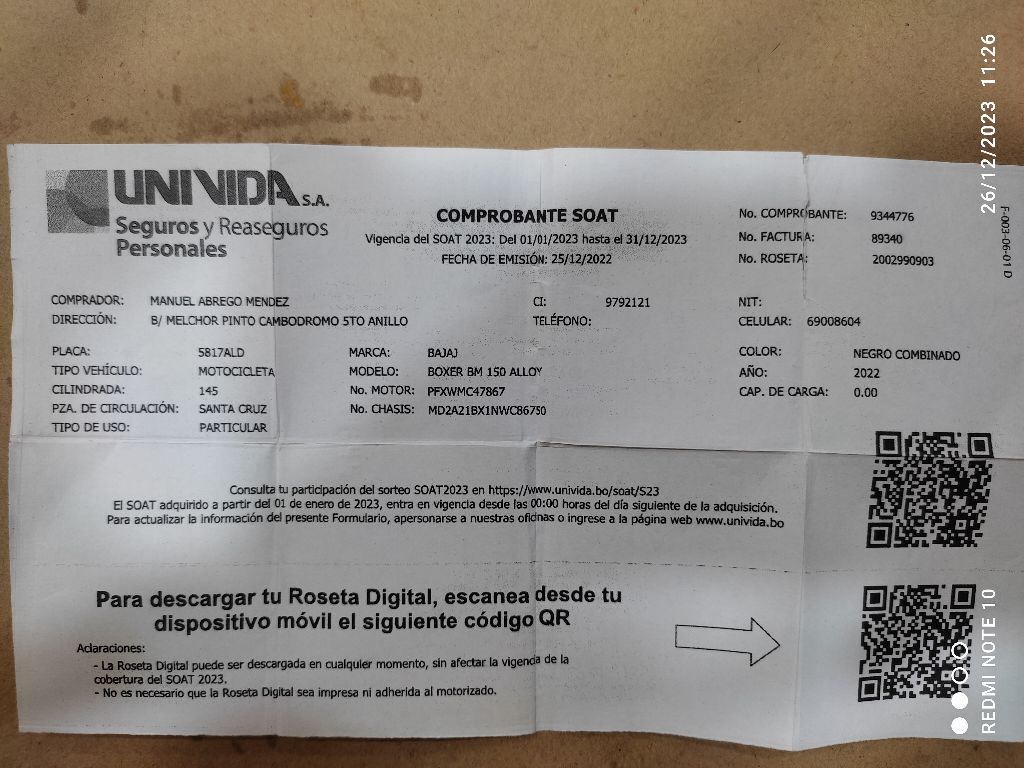 UNIVIDA S.A.
Seguros y Reaseguros
Personales
COMPROBANTE SOAT
Vigencia del SOAT 2023: Del 01/01/2023 hasta el 31/12/2023
FECHA DE EMISIÓN: 25/12/2022
No. COMPROBANTE: 9344776
No. FACTURA: 89340
No. ROSETA: 2002990903
F-003-06-01 D
COMPRADOR: MANUEL ABREGO MENDEZ CI: 9792121 NIT:
DIRECCIÓN: B/ MELCHOR PINTO CAMBODROMO 5TO ANILLO TELÉFONO: CELULAR: 69008604
PLACA: 5817ALD MARCA: BAJAJ COLOR: NEGRO COMBINADO
TIPO VEHÍCULO: MOTOCICLETA MODELO: BOXER BM 150 ALLOY AÑO: 2022
CILINDRADA: 145 No. MOTOR: PFXWMC47867 CAP. DE CARGA: 0.00
PZA. DE CIRCULACIÓN: SANTA CRUZ No. CHASIS: MD2A21BX1NWC86750
TIPO DE USO: PARTICULAR
Consulta tu participación del sorteo SOAT2023 en https://www.univida.bo/soat/S23
El SOAT adquirido a partir del 01 de enero de 2023, entra en vigencia desde las 00:00 horas del día siguiente de la adquisición.
Para actualizar la información del presente Formulario, apersonarse a nuestras oficinas o ingrese a la página web www.univida.bo
Para descargar tu Roseta Digital, escanea desde tu
dispositivo móvil el siguiente código QR
Aclaraciones:
- La Roseta Digital puede ser descargada en cualquier momento, sin afectar la vigencia de la
cobertura del SOAT 2023.
- No es necesario que la Roseta Digital sea impresa ni adherida al motorizado.
26/12/2023 11:26
REDMI NOTE 10